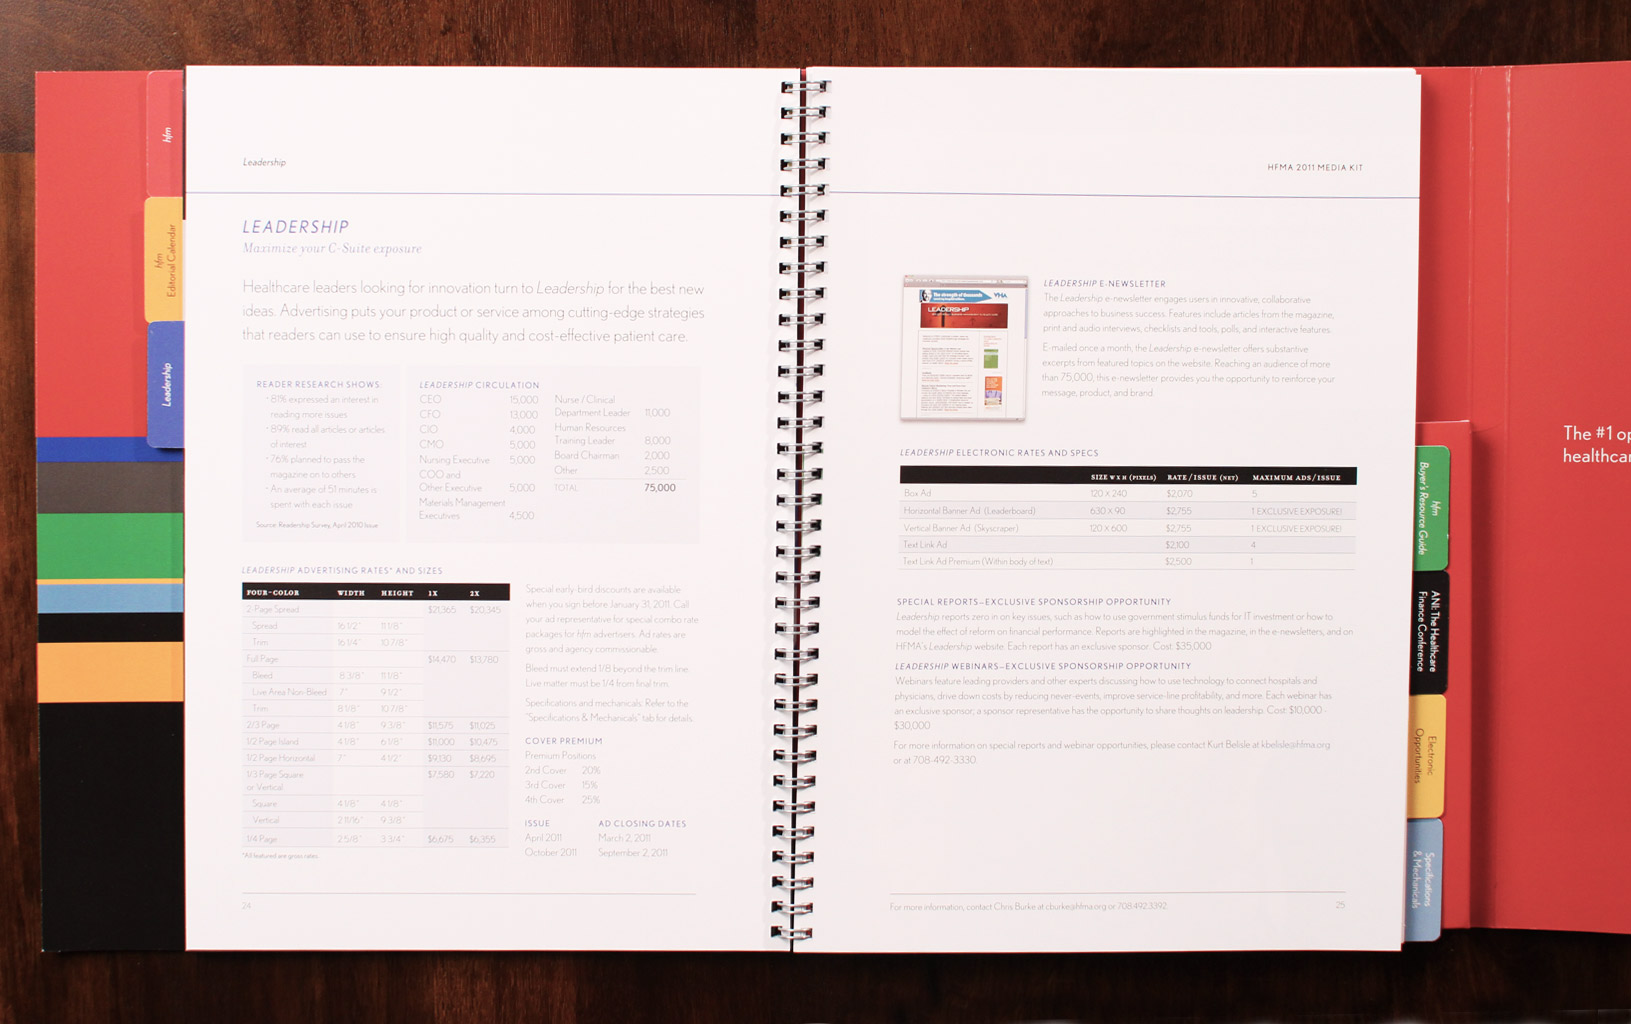 hfm
hfm
Editorial Calendar
Leadership
Leadership
LEADERSHIP
Maximize your C-Suite exposure
Healthcare leaders looking for innovation turn to Leadership for the best new
ideas. Advertising puts your product or service among cutting-edge strategies
that readers can use to ensure high quality and cost-effective patient care.
READER RESEARCH SHOWS:
• 81% expressed an interest in
reading more issues
• 89% read all articles or articles
of interest
• 76% planned to pass the
magazine on to others
• An average of 51 minutes is
spent with each issue
Source: Readership Survey, April 2010 Issue
LEADERSHIP CIRCULATION
CEO 15,000
CFO 13,000
CIO 4,000
CMO 5,000
Nursing Executive 5,000
COO and
Other Executive 5,000
Materials Management
Executives 4,500
Nurse / Clinical
Department Leader 11,000
Human Resources
Training Leader 8,000
Board Chairman 2,000
Other 2,500
TOTAL 75,000
LEADERSHIP ADVERTISING RATES* AND SIZES
FOUR-COLOR WIDTH HEIGHT 1X 2X
2-Page Spread $21,365 $20,345
Spread 16 1/2" 11 1/8"
Trim 16 1/4" 10 7/8"
Full Page $14,470 $13,780
Bleed 8 3/8" 11 1/8"
Live Area Non-Bleed 7" 9 1/2"
Trim 8 1/8" 10 7/8"
2/3 Page 4 1/8" 9 3/8" $11,575 $11,025
1/2 Page Island 4 1/8" 6 1/8" $11,000 $10,475
1/2 Page Horizontal 7" 4 1/2" $9,130 $8,695
1/3 Page Square $7,580 $7,220
or Vertical
Square 4 1/8" 4 1/8"
Vertical 2 11/16" 9 3/8"
1/4 Page 2 5/8" 3 3/4" $6,675 $6,355
*All featured are gross rates
Special early-bird discounts are available
when you sign before January 31, 2011. Call
your ad representative for special combo rate
packages for hfm advertisers. Ad rates are
gross and agency commissionable.
Bleed must extend 1/8 beyond the trim line.
Live matter must be 1/4 from final trim.
Specifications and mechanicals: Refer to the
"Specifications & Mechanicals" tab for details.
COVER PREMIUM
Premium Positions
2nd Cover 20%
3rd Cover 15%
4th Cover 25%
ISSUE AD CLOSING DATES
April 2011 March 2, 2011
October 2011 September 2, 2011
24
HFMA 2011 MEDIA KIT
The strength of thousands
VHA
LEADERSHIP
LEADERSHIP E-NEWSLETTER
The Leadership e-newsletter engages users in innovative, collaborative
approaches to business success. Features include articles from the magazine,
print and audio interviews, checklists and tools, polls, and interactive features.
E-mailed once a month, the Leadership e-newsletter offers substantive
excerpts from featured topics on the website. Reaching an audience of more
than 75,000, this e-newsletter provides you the opportunity to reinforce your
message, product, and brand.
LEADERSHIP ELECTRONIC RATES AND SPECS
SIZE W X H (PIXELS) RATE/ISSUE (NET) MAXIMUM ADS/ISSUE
Box Ad 120 X 240 $2,070 5
Horizontal Banner Ad (Leaderboard) 630 X 90 $2,755 1 EXCLUSIVE EXPOSURE!
Vertical Banner Ad (Skyscraper) 120 X 600 $2,755 1 EXCLUSIVE EXPOSURE!
Text Link Ad $2,100 4
Text Link Ad Premium (Within body of text) $2,500 1
SPECIAL REPORTS—EXCLUSIVE SPONSORSHIP OPPORTUNITY
Leadership reports zero in on key issues, such as how to use government stimulus funds for IT investment or how to
model the effect of reform on financial performance. Reports are highlighted in the magazine, in the e-newsletters, and on
HFMA's Leadership website. Each report has an exclusive sponsor. Cost: $35,000
LEADERSHIP WEBINARS—EXCLUSIVE SPONSORSHIP OPPORTUNITY
Webinars feature leading providers and other experts discussing how to use technology to connect hospitals and
physicians, drive down costs by reducing never-events, improve service-line profitability, and more. Each webinar has
an exclusive sponsor; a sponsor representative has the opportunity to share thoughts on leadership. Cost: $10,000-
$30,000
For more information on special reports and webinar opportunities, please contact Kurt Belisle at kbelisle@hfma.org
or at 708-492-3330.
For more information, contact Chris Burke at cburke@hfma.org or 708.492.3392.
25
hfm
Buyer's Resource Guide
ANI: The Healthcare
Finance Conference
Electronic
Opportunities
Specifications
& Mechanicals
The #1 op
healthcar